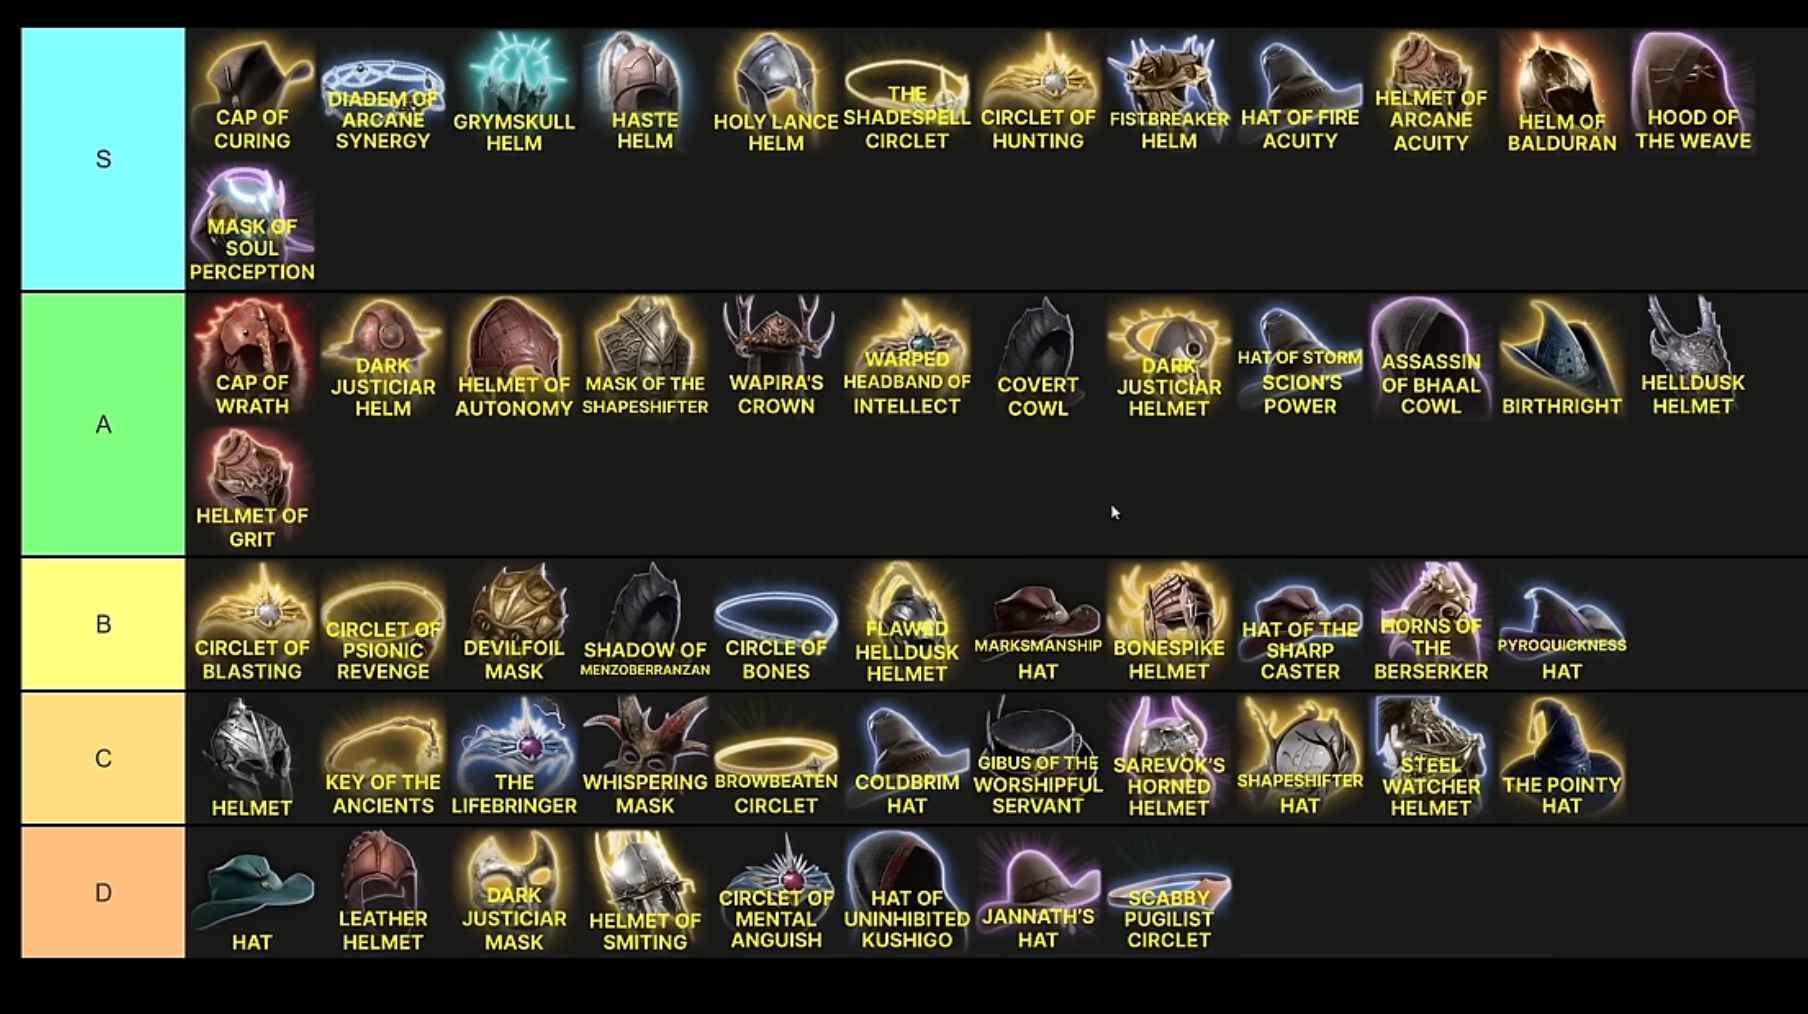 S
CAP OF
CURING
DIADEM OF
ARCANE
SYNERGY
GRYMSKULL
HELM
HASTE
HELM
HOLY LANCE
HELM
THE
SHADESPELL
CIRCLET
CIRCLET OF
HUNTING
FISTBREAKER
HELM
HAT OF FIRE
ACUITY
HELMET OF
ARCANE
ACUITY
HELM OF
BALDURAN
HOOD OF
THE WEAVE
MASK OF
SOUL
PERCEPTION
A
CAP OF
WRATH
DARK
JUSTICIAR
HELM
HELMET OF
AUTONOMY
MASK OF THE
SHAPESHIFTER
WAPIRA'S
CROWN
WARPED
HEADBAND OF
INTELLECT
COVERT
COWL
DARK
JUSTICIAR
HELMET
HAT OF STORM
SCION'S
POWER
ASSASSIN
OF BHAAL
COWL
BIRTHRIGHT
HELLDUSK
HELMET
HELMET OF
GRIT
B
CIRCLET OF
BLASTING
CIRCLET OF
PSIONIC
REVENGE
DEVILFOIL
MASK
SHADOW OF
MENZOBERRANZAN
CIRCLE OF
BONES
FLAWED
HELLDUSK
HELMET
MARKSMANSHIP
HAT
BONESPIKE
HELMET
HAT OF THE
SHARP
CASTER
HORNS OF
THE
BERSERKER
PYROQUICKNESS
HAT
C
HELMET
KEY OF THE
ANCIENTS
THE
LIFEBRINGER
WHISPERING
MASK
BROWBEATEN
CIRCLET
COLDBRIM
HAT
GIBUS OF THE
WORSHIPFUL
SERVANT
SAREVOK'S
HORNED
HELMET
SHAPESHIFTER
HAT
STEEL
WATCHER
HELMET
THE POINTY
HAT
D
HAT
LEATHER
HELMET
DARK
JUSTICIAR
MASK
HELMET OF
SMITING
CIRCLET OF
MENTAL
ANGUISH
HAT OF
UNINHIBITED
KUSHIGO
JANNATH'S
HAT
SCABBY
PUGILIST
CIRCLET